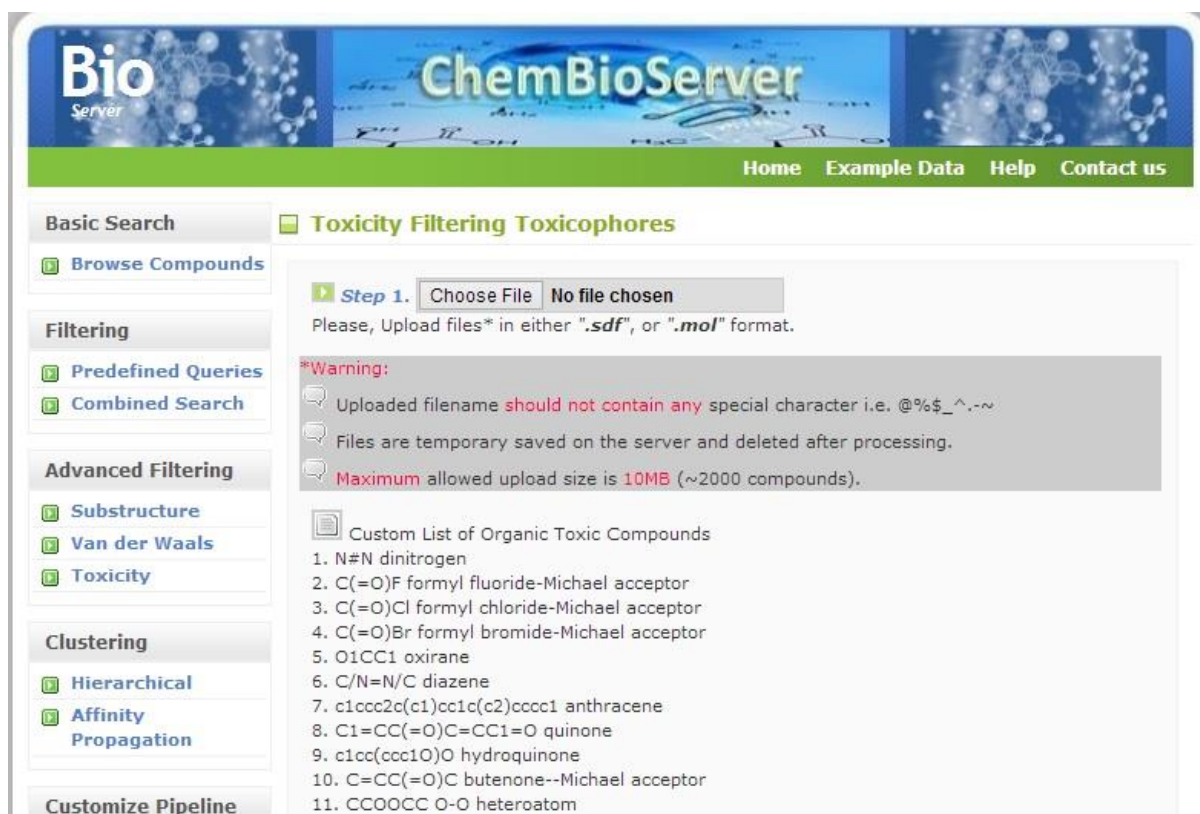 Bio
Server
ChemBioServer
Home Example Data Help Contact us
Basic Search
Browse Compounds
Filtering
Predefined Queries
Combined Search
Advanced Filtering
Substructure
Van der Waals
Toxicity
Clustering
Hierarchical
Affinity
Propagation
Customize Pipeline
Toxicity Filtering Toxicophores
Step 1. Choose File No file chosen
Please, Upload files* in either ".sdf", or ".mol" format.
*Warning:
Uploaded filename should not contain any special character i.e. @%$_^.-~
Files are temporary saved on the server and deleted after processing.
Maximum allowed upload size is 10MB (~2000 compounds).
Custom List of Organic Toxic Compounds
1. N#N dinitrogen
2. C(=O)F formyl fluoride-Michael acceptor
3. C(=O)Cl formyl chloride-Michael acceptor
4. C(=O)Br formyl bromide-Michael acceptor
5. O1CC1 oxirane
6. C/N=N/C diazene
7. c1ccc2c(c1)cc1c(c2)cccc1 anthracene
8. C1=CC(=O)C=CC1=O quinone
9. c1cc(ccc1O)O hydroquinone
10. C=CC(=O)C butenone--Michael acceptor
11. CCOOCC O-O heteroatom